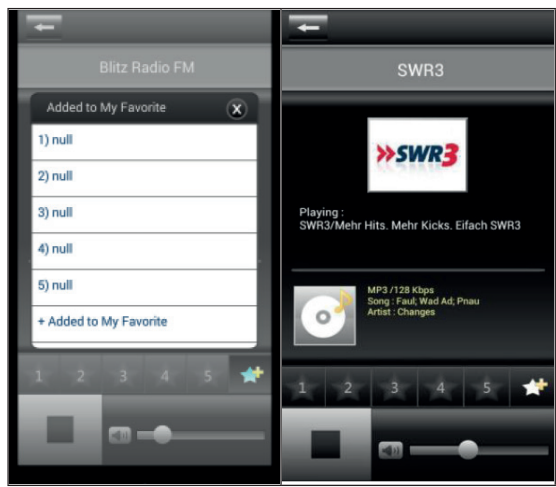 Blitz Radio FM
Added to My Favorite
X
1) null
2) null
3) null
4) null
5) null
+ Added to My Favorite
1 2 3 4 5
SWR3
»SWR3
Playing :
SWR3/Mehr Hits. Mehr Kicks. Eifach SWR3
MP3 /128 Kbps
Song : Faul; Wad Ad; Pnau
Artist : Changes
1 2 3 4 5